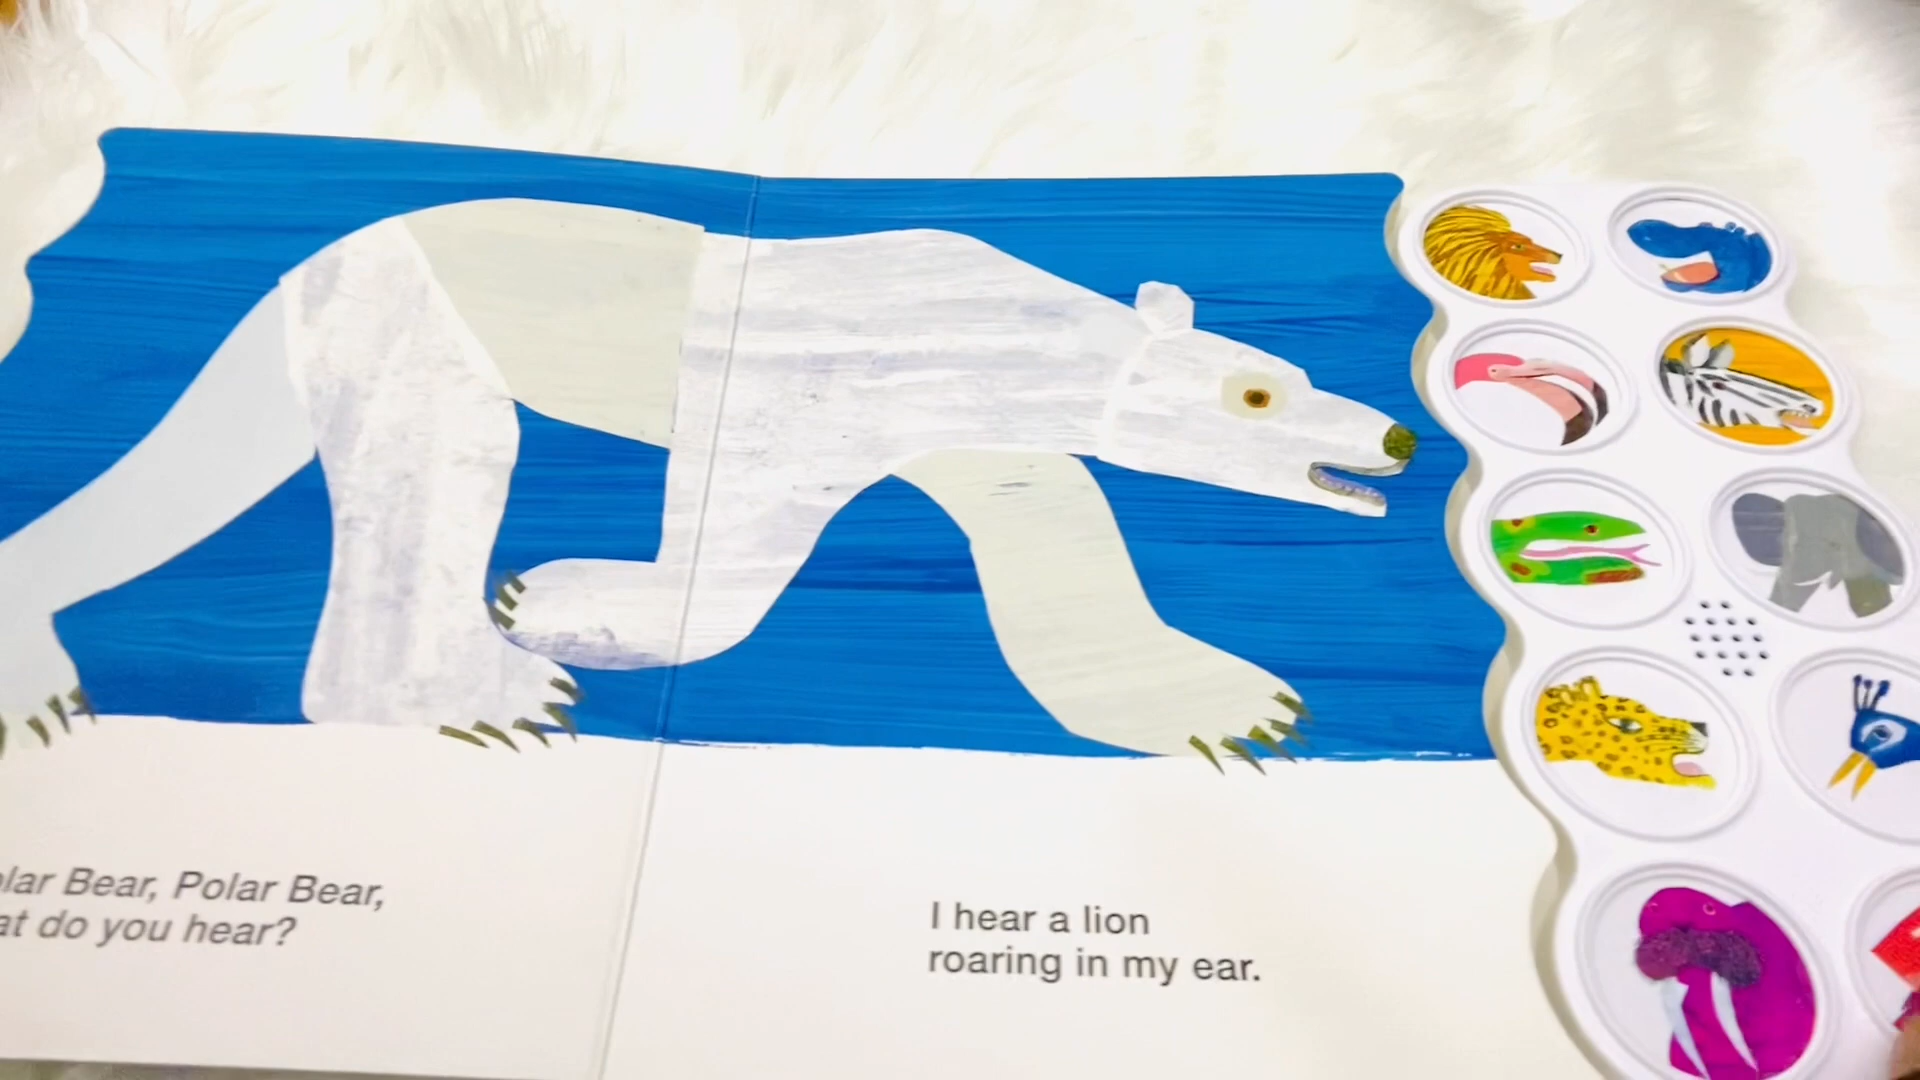 lar Bear, Polar Bear,
at do you hear?
I hear a lion
roaring in my ear.